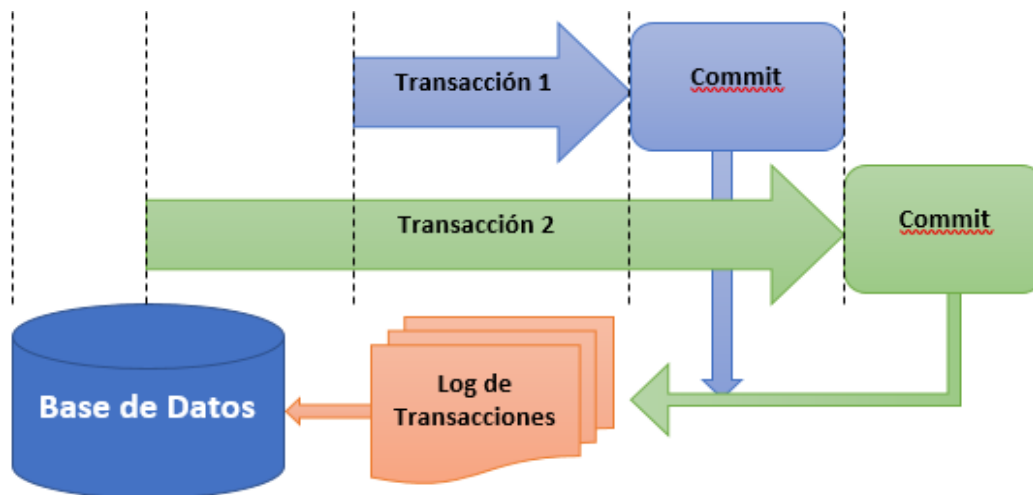 Transacción 1
Commit
Transacción 2
Commit
Base de Datos
Log de
Transacciones